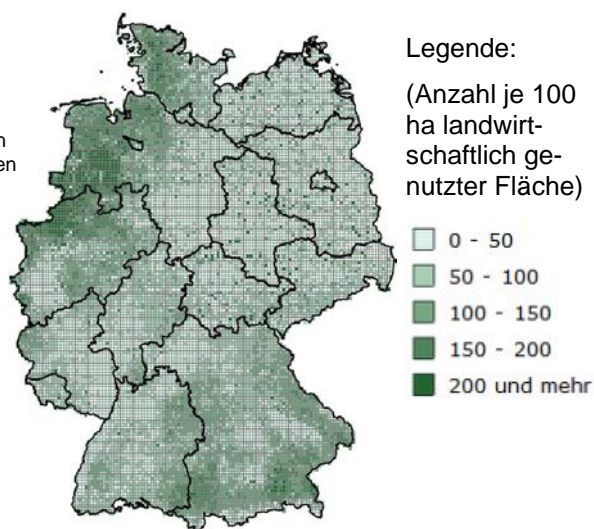 n
en
Legende:
(Anzahl je 100
ha landwirt-
schaftlich ge-
nutzter Fläche)
0 - 50
50 - 100
100 - 150
150 - 200
200 und mehr